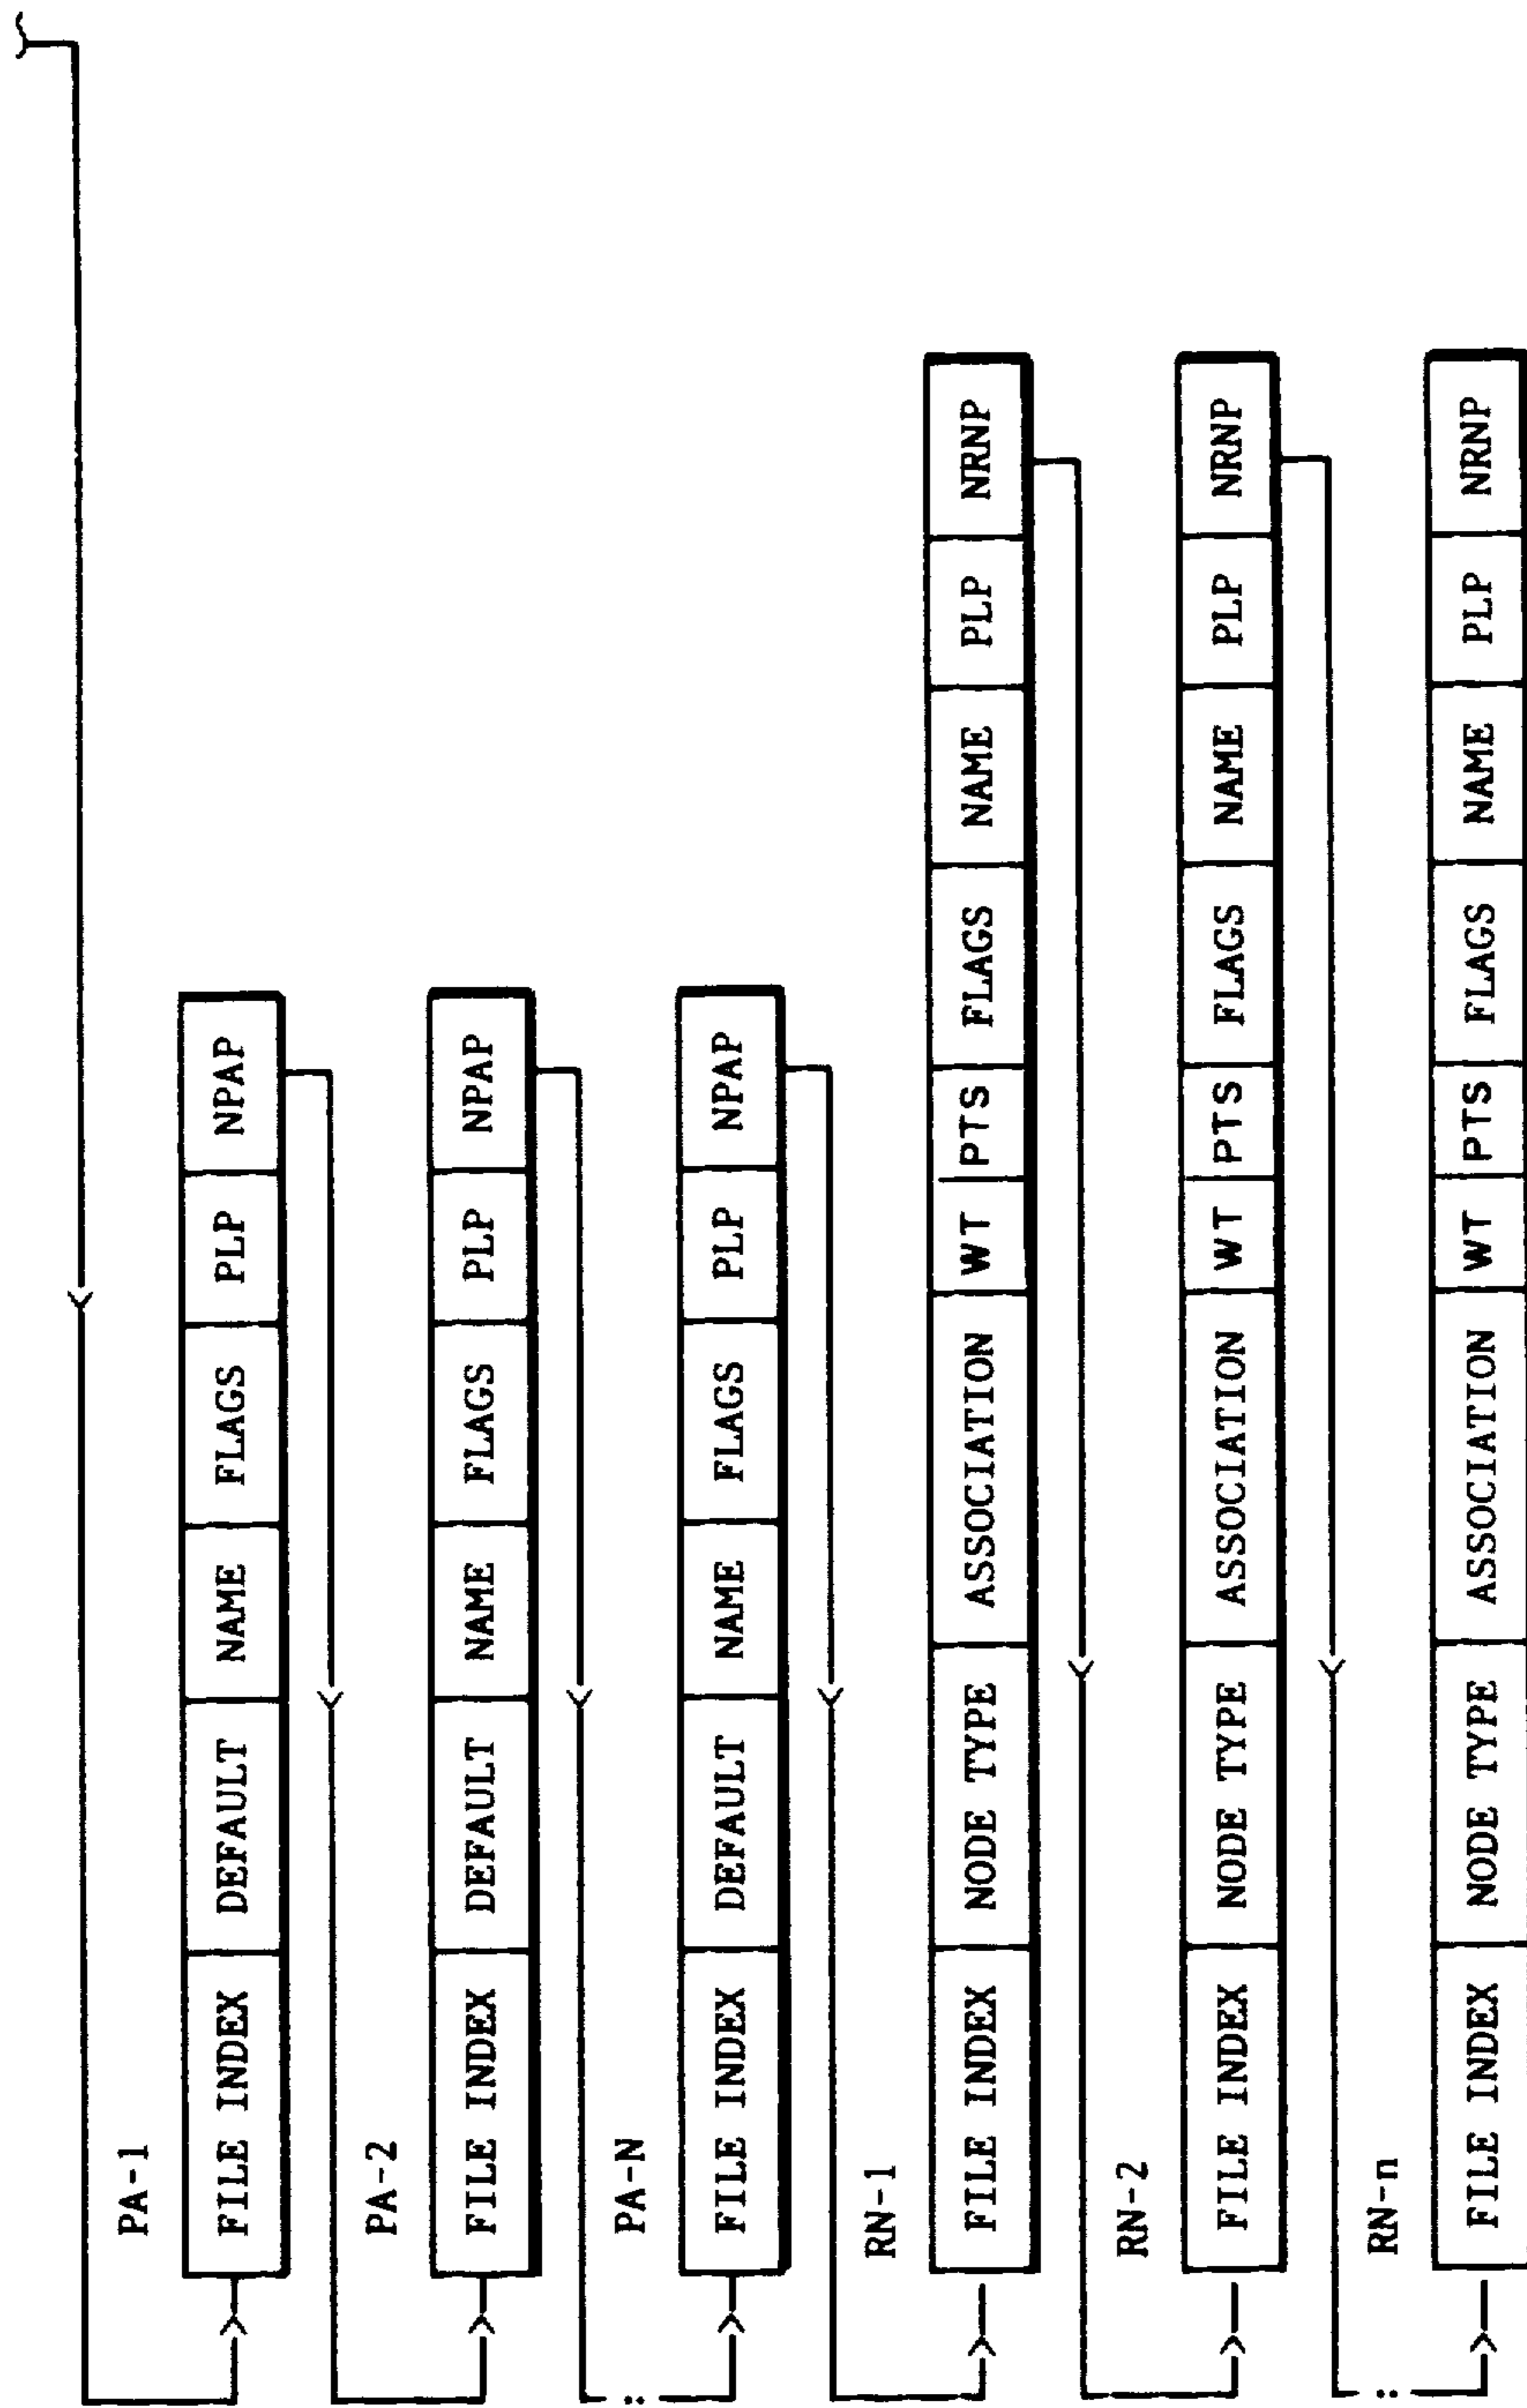 PA-1
FILE INDEX DEFAULT NAME FLAGS PLP NPAP
PA-2
FILE INDEX DEFAULT NAME FLAGS PLP NPAP
PA-N
FILE INDEX DEFAULT NAME FLAGS PLP NPAP
RN-1
FILE INDEX NODE TYPE ASSOCIATION WT PTS FLAGS NAME PLP NRNP
RN-2
FILE INDEX NODE TYPE ASSOCIATION WT PTS FLAGS NAME PLP NRNP
RN-n
FILE INDEX NODE TYPE ASSOCIATION WT PTS FLAGS NAME PLP NRNP